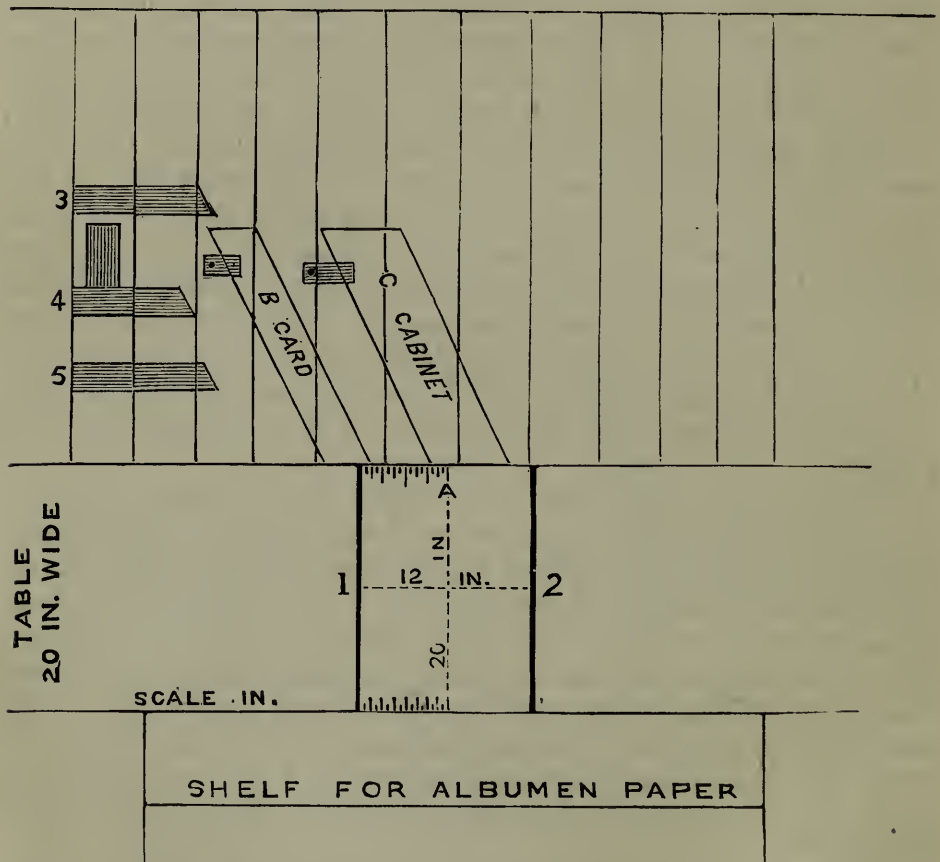 3
4
5
B CARD
C CABINET
TABLE
20 IN. WIDE
A
1
12 IN.
2
20 IN
SCALE .IN.
SHELF FOR ALBUMEN PAPER